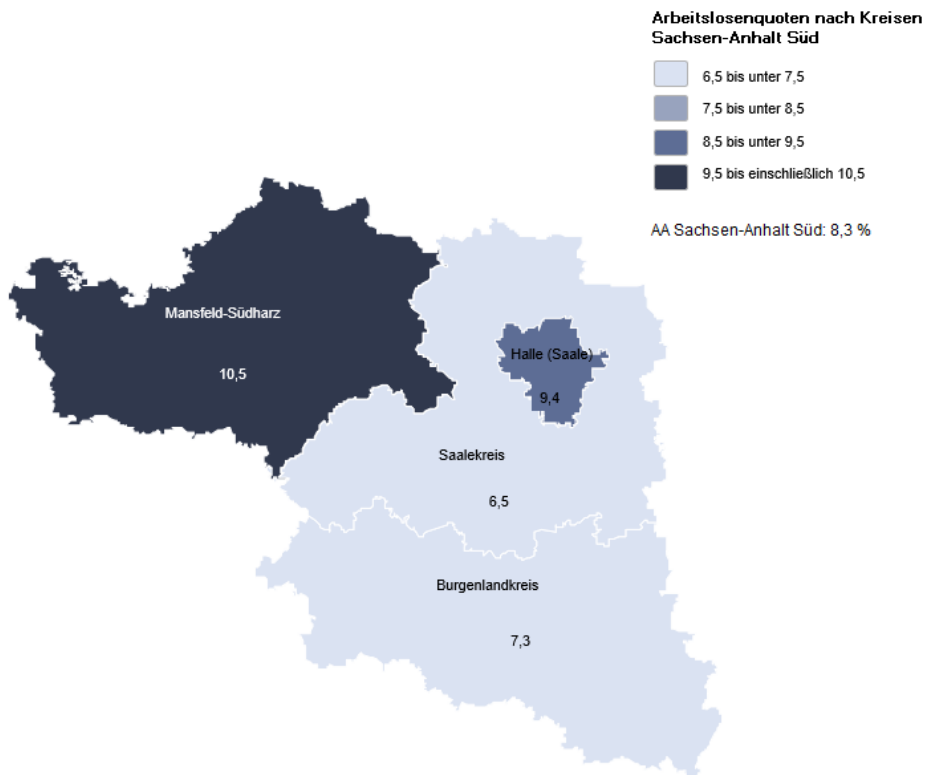 Arbeitslosenquoten nach Kreisen
Sachsen-Anhalt Süd
6,5 bis unter 7,5
7,5 bis unter 8,5
8,5 bis unter 9,5
9,5 bis einschließlich 10,5
AA Sachsen-Anhalt Süd: 8,3 %
Mansfeld-Südharz
10,5
Halle (Saale)
9,4
Saalekreis
6,5
Burgenlandkreis
7,3